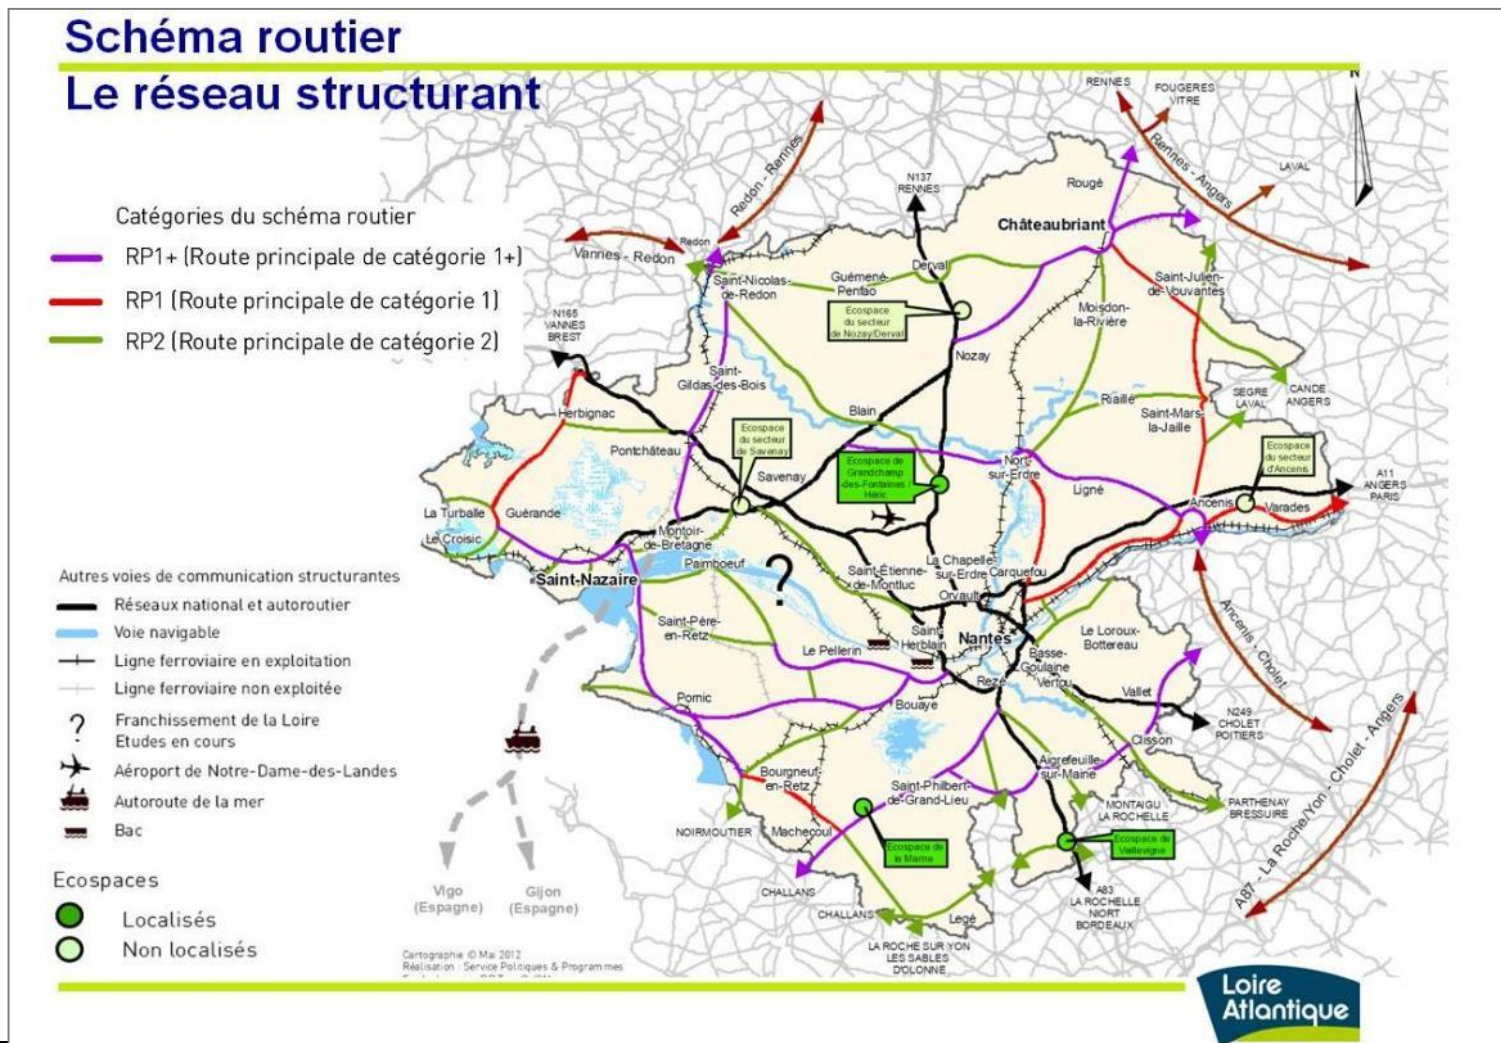 Schéma routier
Le réseau structurant
Catégories du schéma routier
RP1+ (Route principale de catégorie 1+)
RP1 (Route principale de catégorie 1)
RP2 (Route principale de catégorie 2)
Autres voies de communication structurantes
Réseaux national et autoroutier
Voie navigable
Ligne ferroviaire en exploitation
Ligne ferroviaire non exploitée
?
Franchissement de la Loire
Etudes en cours
Aéroport de Notre-Dame-des-Landes
Autoroute de la mer
Bac
Ecospaces
Localisés
Non localisés
N
RENNES
FOUGERES
VITRE
Rennes - Angers
LAVAL
Redon - Rennes
N137
RENNES
Rougé
Châteaubriant
Redon
Vannes - Redon
Derval
Saint-Nicolas-
de-Redon
Guémené-
Penfao
Saint-Julien-
de-Vouvantes
Ecospace
du secteur
de Nozay/Derval
Moisdon-
la-Rivière
N165
VANNES
BREST
Nozay
Saint-
Gildas-des-Bois
CANDE
ANGERS
SEGRE
LAVAL
Riaillé
Saint-Mars-
la-Jaille
Herbignac
Blain
Ecospace
du secteur
de Savenay
Pontchâteau
Ecospace
du secteur
d'Ancenis
Ecospace de
Grandchamp
-des-Fontaines /
Héric
Nort-
sur-Erdre
Savenay
Ligné
A11
ANGERS
PARIS
Ancenis
Varades
La Turballe
Guérande
Le Croisic
Montoir-
de-Bretagne
Paimboeuf
?
Saint-Nazaire
Saint-Étienne-
de-Montluc
La Chapelle-
sur-Erdre
Carquefou
Orvault
Saint-Père-
en-Retz
Saint-
Herblain
Nantes
Le Loroux-
Bottereau
Ancenis - Cholet
Le Pellerin
Basse-
Goulaine
Vertou
Rezé
Vallet
Pornic
Bouaye
N249
CHOLET
POITIERS
Clisson
Aigrefeuille-
sur-Maine
Bourgneuf-
en-Retz
Saint-Philbert-
de-Grand-Lieu
MONTAIGU
LA ROCHELLE
PARTHENAY
BRESSUIRE
A87 - La Roche/Yon - Cholet - Angers
NOIRMOUTIER
Machecoul
Ecospace de
la Marne
Ecospace de
Vieillevigne
CHALLANS
A83
LA ROCHELLE
NIORT
BORDEAUX
CHALLANS
Legé
LA ROCHE SUR YON
LES SABLES
D'OLONNE
Vigo
(Espagne)
Gijon
(Espagne)
Cartographie © Mai 2012
Réalisation : Service Politiques & Programmes
Loire
Atlantique